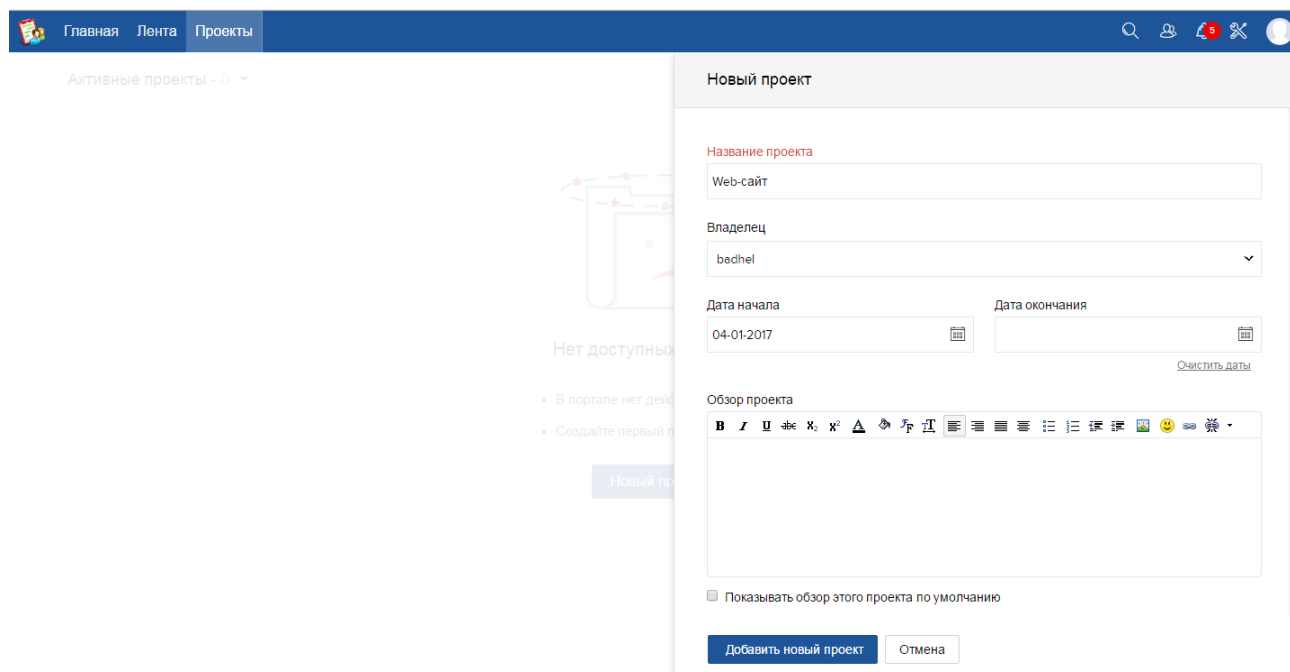 Главная Лента Проекты 5
Активные проекты - 0
Новый проект
Название проекта
Web-сайт
Владелец
badhel
Дата начала Дата окончания
04-01-2017
Очистить даты
Нет доступных
Обзор проекта
• В портале нет дейс
• Создайте первый п
Новый пр
Показывать обзор этого проекта по умолчанию
Добавить новый проект Отмена